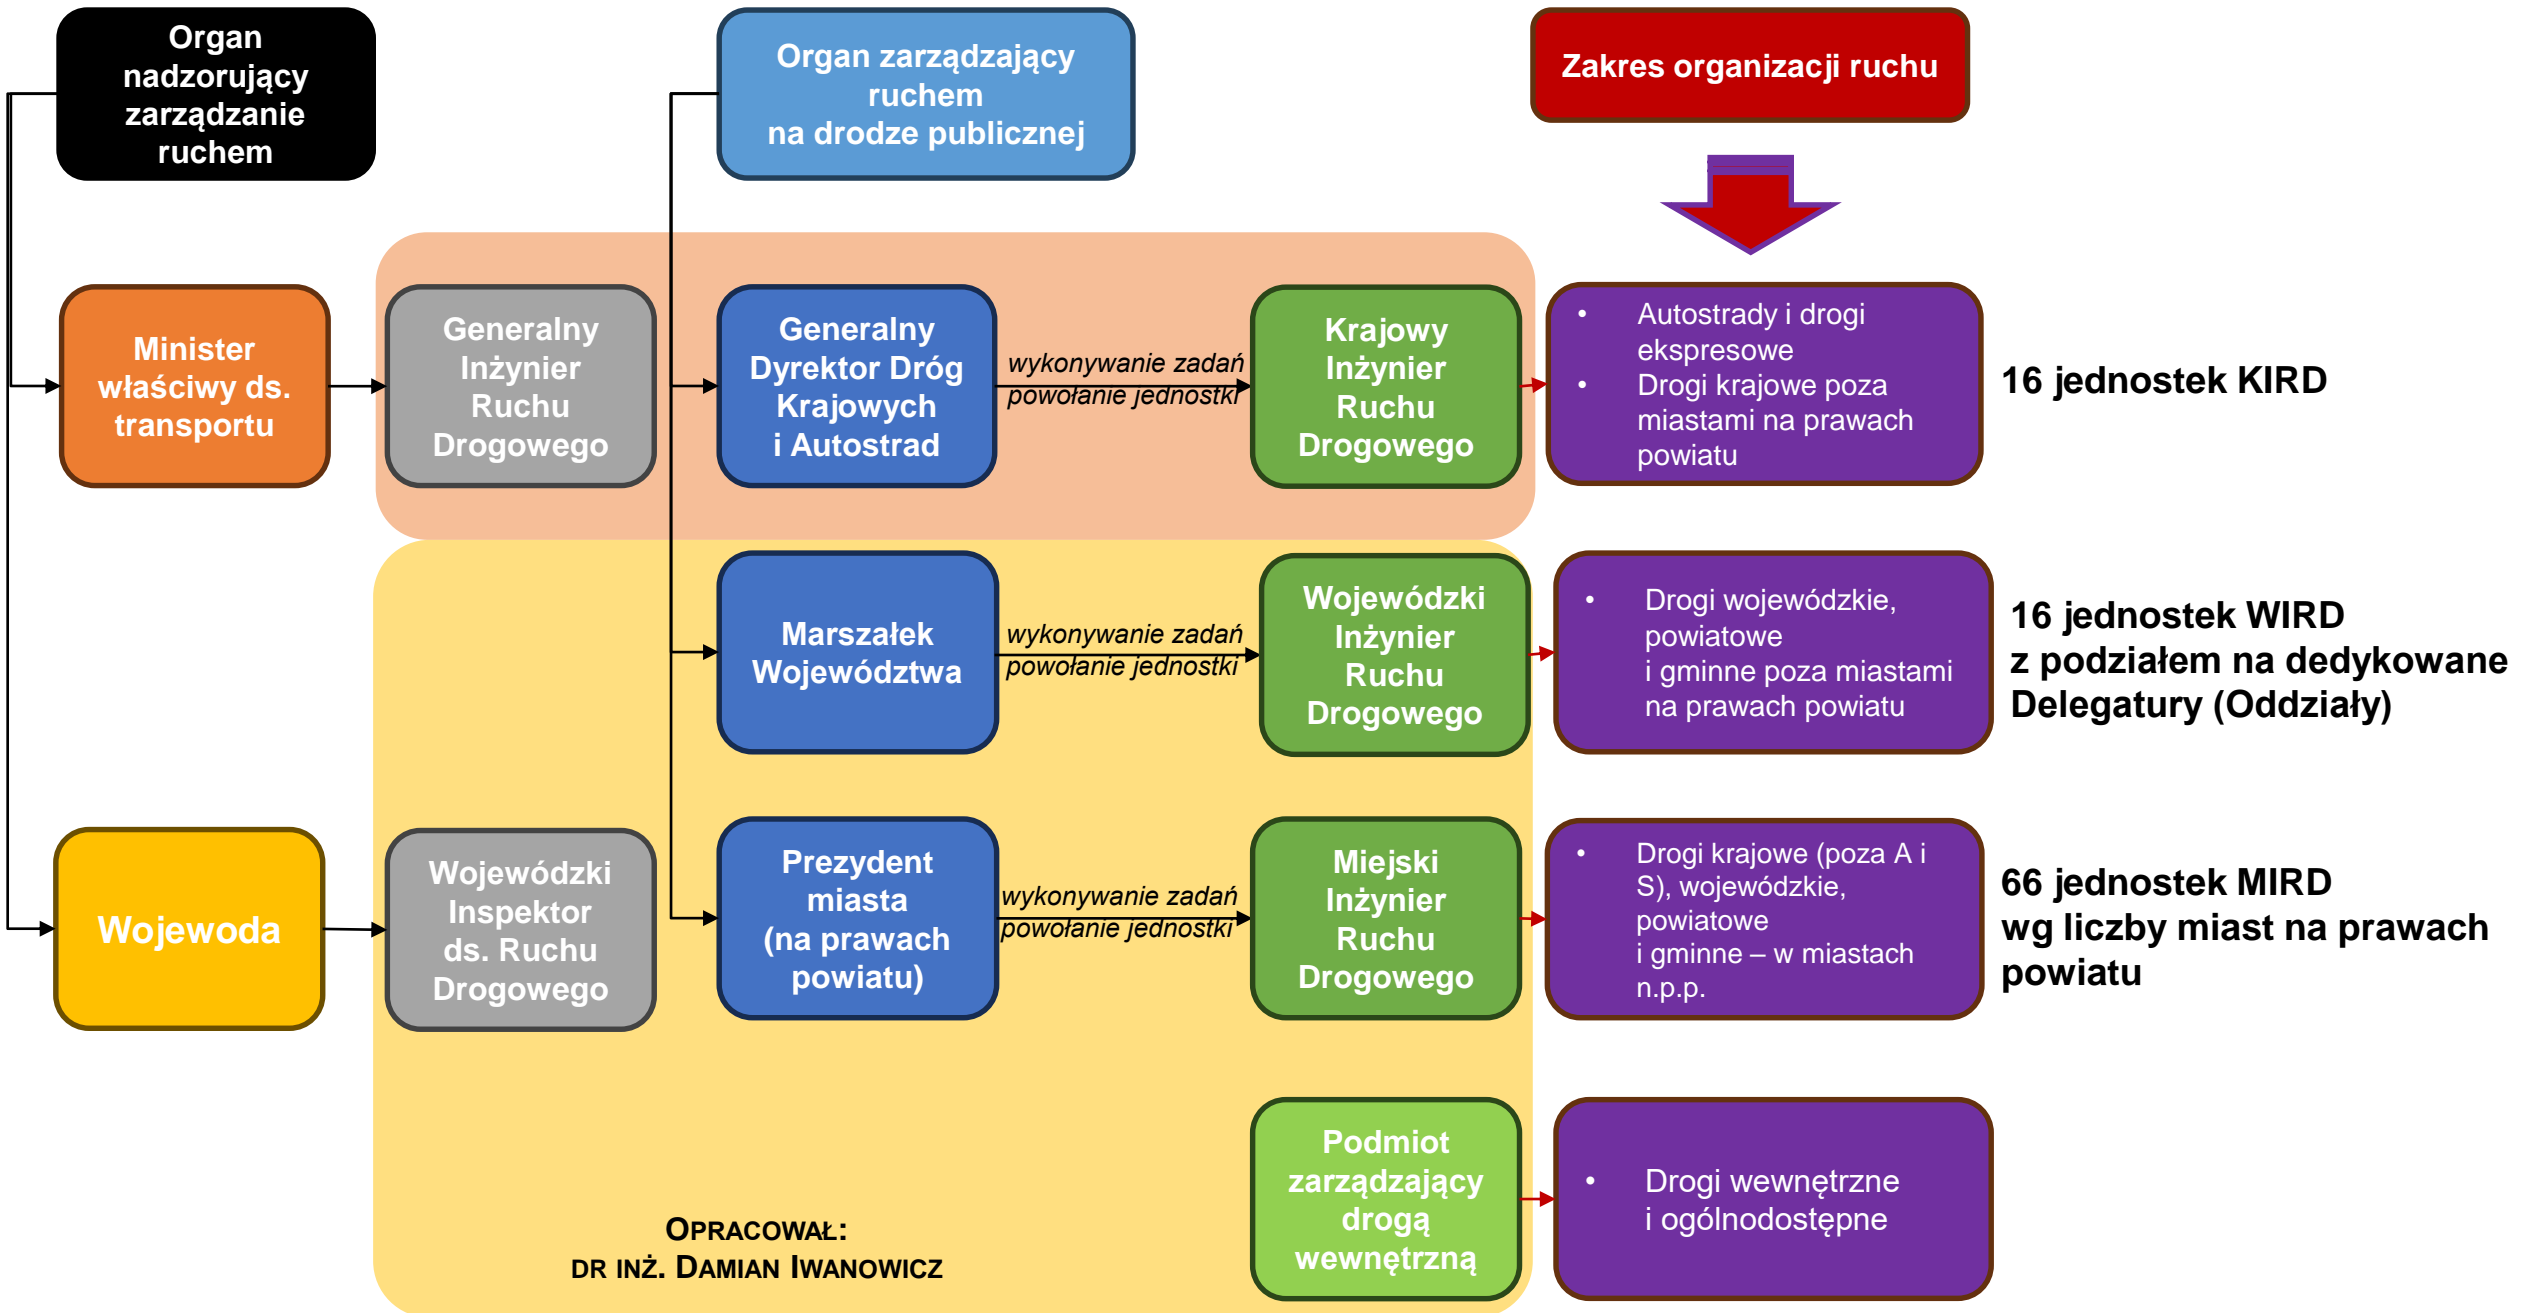 Organ
nadzorujący
zarządzanie
ruchem
Organ zarządzający
ruchem
na drodze publicznej
Zakres organizacji ruchu
Minister
właściwy ds.
transportu
Generalny
Inżynier
Ruchu
Drogowego
Generalny
Dyrektor Dróg
Krajowych
i Autostrad
wykonywanie zadań
powołanie jednostki
Krajowy
Inżynier
Ruchu
Drogowego
• Autostrady i drogi
ekspresowe
• Drogi krajowe poza
miastami na prawach
powiatu
16 jednostek KIRD
Marszałek
Województwa
wykonywanie zadań
powołanie jednostki
Wojewódzki
Inżynier
Ruchu
Drogowego
• Drogi wojewódzkie,
powiatowe
i gminne poza miastami
na prawach powiatu
16 jednostek WIRD
z podziałem na dedykowane
Delegatury (Oddziały)
Wojewoda
Wojewódzki
Inspektor
ds. Ruchu
Drogowego
Prezydent
miasta
(na prawach
powiatu)
wykonywanie zadań
powołanie jednostki
Miejski
Inżynier
Ruchu
Drogowego
• Drogi krajowe (poza A i
S), wojewódzkie,
powiatowe
i gminne – w miastach
n.p.p.
66 jednostek MIRD
wg liczby miast na prawach
powiatu
Podmiot
zarządzający
drogą
wewnętrzną
• Drogi wewnętrzne
i ogólnodostępne
OPRACOWAŁ:
DR INŻ. DAMIAN IWANOWICZ